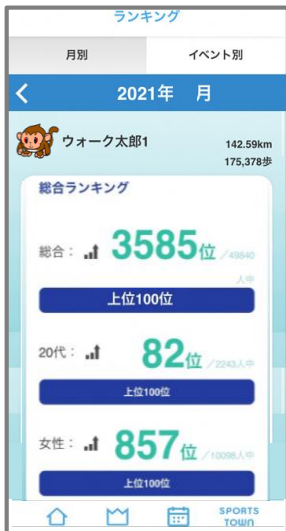 ランキング
月別 イベント別
2021年 月
ウォーク太郎1 142.59km
175,378歩
総合ランキング
総合： 3585位 /49840
人中
上位100位
20代： 82位 /2243人中
上位100位
女性： 857位 /10098人中
上位100位
SPORTS
TOWN